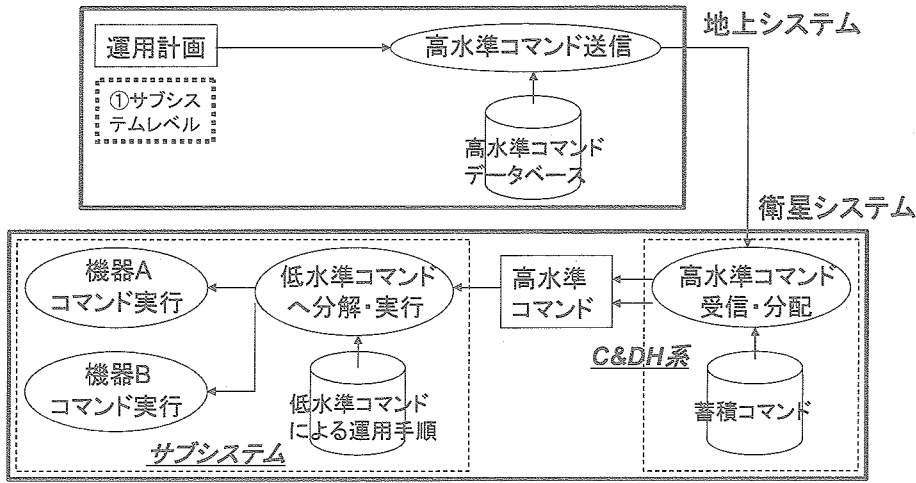 地上システム
運用計画
高水準コマンド送信
①サブシス
テムレベル
高水準コマンド
データベース
衛星システム
機器A
コマンド実行
低水準コマンド
へ分解・実行
高水準
コマンド
高水準コマンド
受信・分配
C&DH系
機器B
コマンド実行
低水準コマンド
による運用手順
蓄積コマンド
サブシステム